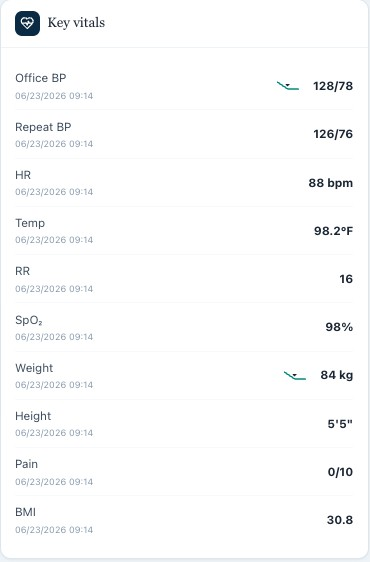 Key vitals
Office BP
128/78
06/23/2026 09:14
Repeat BP
126/76
06/23/2026 09:14
HR
88 bpm
06/23/2026 09:14
Temp
98.2°F
06/23/2026 09:14
RR
16
06/23/2026 09:14
SpO₂
98%
06/23/2026 09:14
Weight
84 kg
06/23/2026 09:14
Height
5'5"
06/23/2026 09:14
Pain
0/10
06/23/2026 09:14
BMI
30.8
06/23/2026 09:14